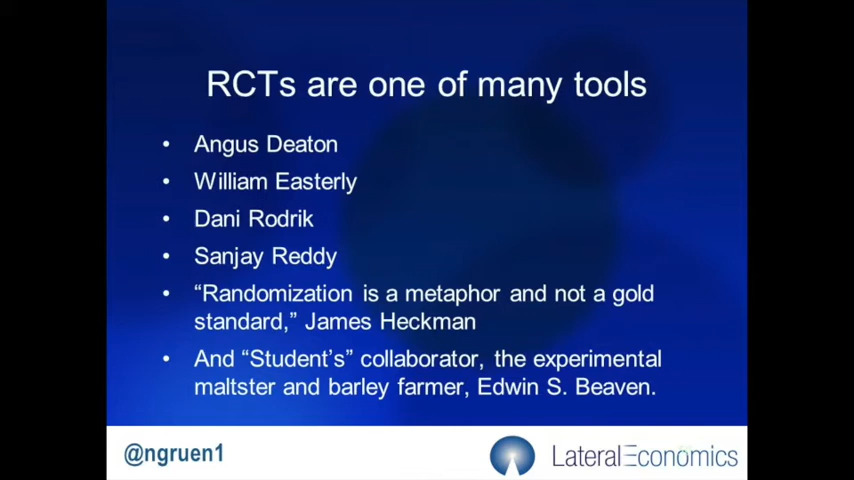 RCTs are one of many tools
• Angus Deaton
• William Easterly
• Dani Rodrik
• Sanjay Reddy
• “Randomization is a metaphor and not a gold
standard,” James Heckman
• And “Student’s” collaborator, the experimental
maltster and barley farmer, Edwin S. Beaven.
@ngruen1
LateralEconomics